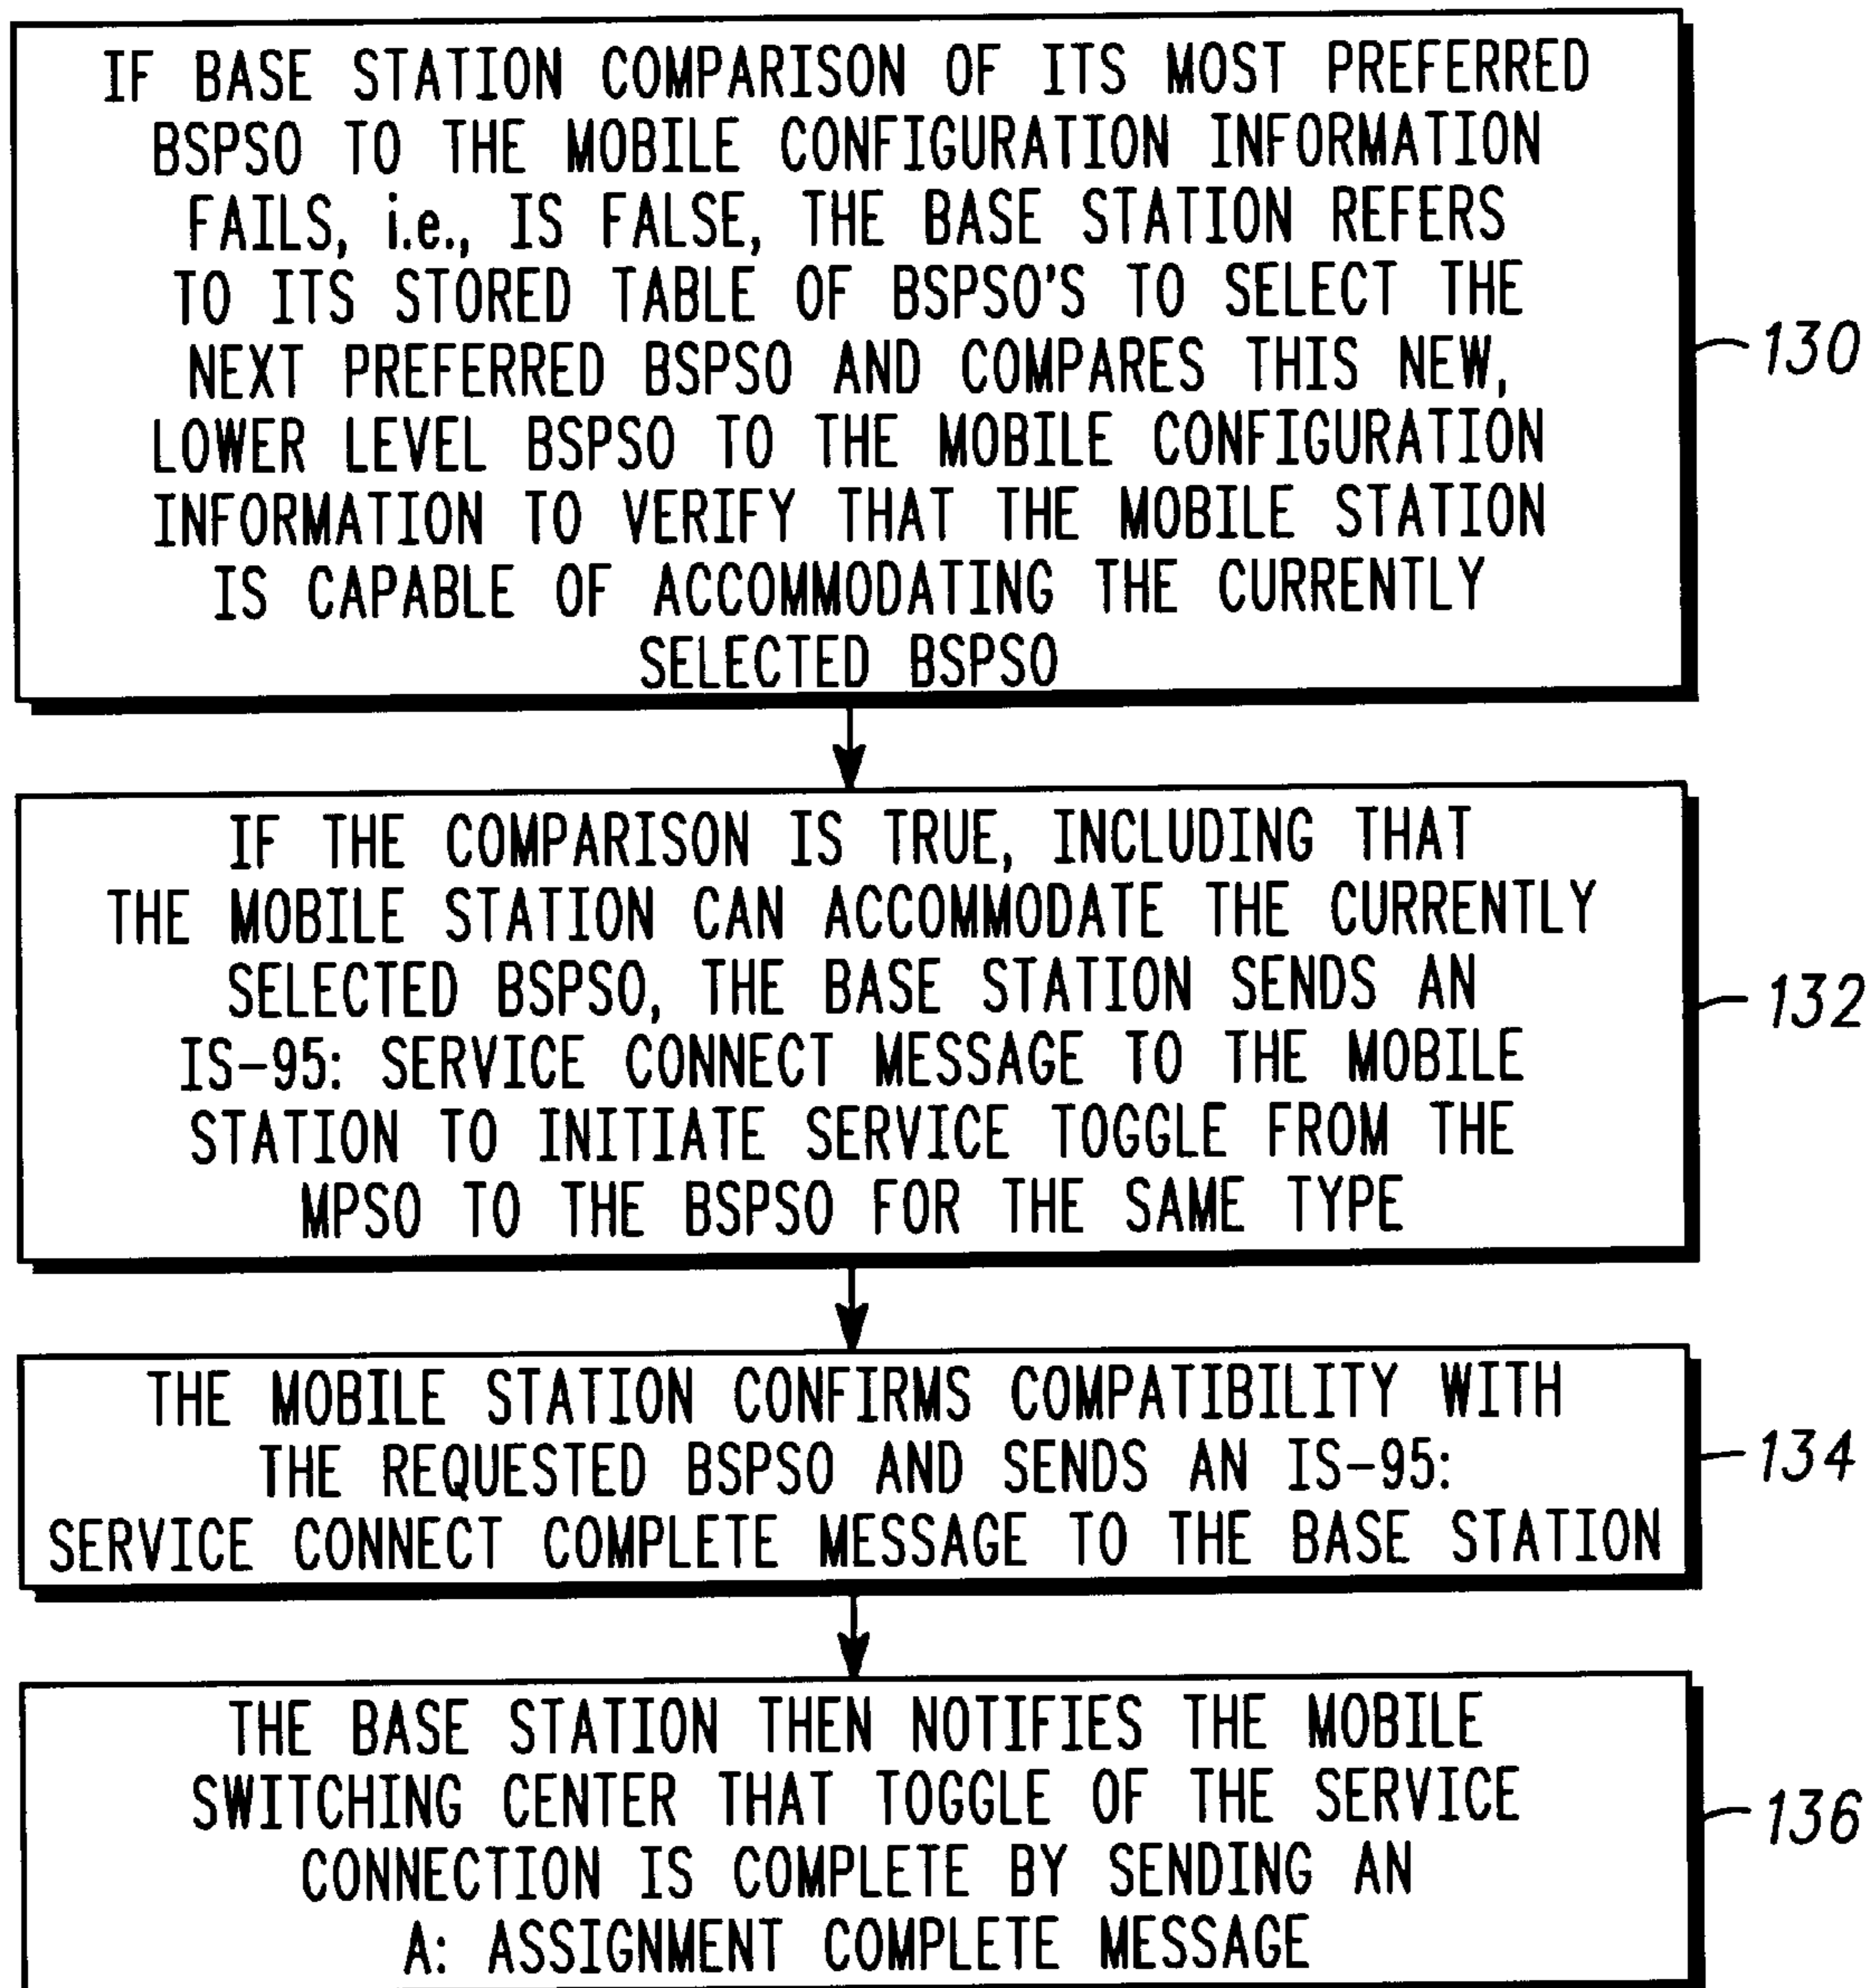 IF BASE STATION COMPARISON OF ITS MOST PREFERRED
BSPSO TO THE MOBILE CONFIGURATION INFORMATION
FAILS, i.e., IS FALSE, THE BASE STATION REFERS
TO ITS STORED TABLE OF BSPSO'S TO SELECT THE
NEXT PREFERRED BSPSO AND COMPARES THIS NEW,
LOWER LEVEL BSPSO TO THE MOBILE CONFIGURATION
INFORMATION TO VERIFY THAT THE MOBILE STATION
IS CAPABLE OF ACCOMMODATING THE CURRENTLY
SELECTED BSPSO
130
IF THE COMPARISON IS TRUE, INCLUDING THAT
THE MOBILE STATION CAN ACCOMMODATE THE CURRENTLY
SELECTED BSPSO, THE BASE STATION SENDS AN
IS-95: SERVICE CONNECT MESSAGE TO THE MOBILE
STATION TO INITIATE SERVICE TOGGLE FROM THE
MPSO TO THE BSPSO FOR THE SAME TYPE
132
THE MOBILE STATION CONFIRMS COMPATIBILITY WITH
THE REQUESTED BSPSO AND SENDS AN IS-95:
SERVICE CONNECT COMPLETE MESSAGE TO THE BASE STATION
134
THE BASE STATION THEN NOTIFIES THE MOBILE
SWITCHING CENTER THAT TOGGLE OF THE SERVICE
CONNECTION IS COMPLETE BY SENDING AN
A: ASSIGNMENT COMPLETE MESSAGE
136